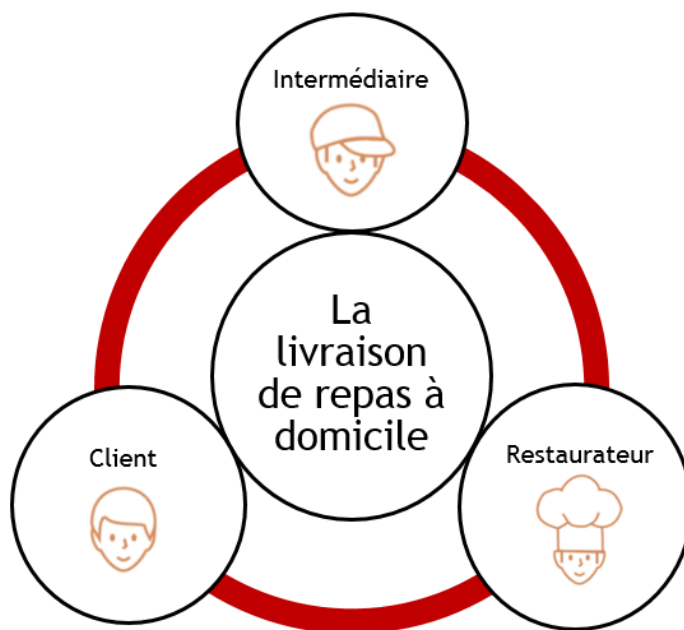 Intermédiaire
La
livraison
de repas à
domicile
Client
Restaurateur